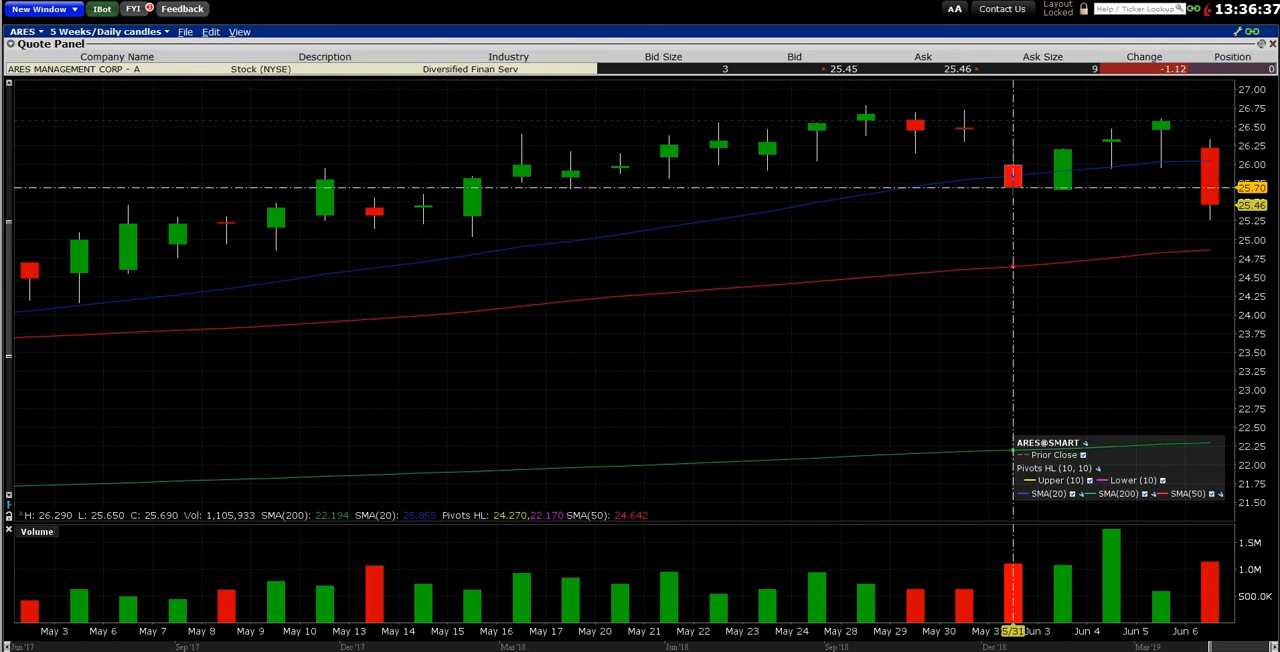 New Window ▼ IBot FYI Feedback AA Contact Us Layout Locked Help / Ticker Lookup 13:36:37
ARES 5 Weeks/Daily candles File Edit View
Quote Panel
Company Name Description Industry Bid Size Bid Ask Ask Size Change Position
ARES MANAGEMENT CORP - A Stock (NYSE) Diversified Finan Serv 3 25.45 25.46 9 -1.12 0
27.00
26.75
26.50
26.25
26.00
25.70
25.46
25.25
25.00
24.75
24.50
24.25
24.00
23.75
23.50
23.25
23.00
22.75
22.50
22.25
22.00
21.75
21.50
ARES@SMART
Prior Close
Pivots HL (10, 10)
Upper (10) Lower (10)
SMA(20) SMA(200) SMA(50)
H: 26.290 L: 25.650 C: 25.690 Vol: 1,105,933 SMA(200): 22.194 SMA(20): 25.855 Pivots HL: 24.270,22.170 SMA(50): 24.642
Volume
1.5M
1.0M
500.0K
May 3 May 6 May 7 May 8 May 9 May 10 May 13 May 14 May 15 May 16 May 17 May 20 May 21 May 22 May 23 May 24 May 28 May 29 May 30 May 3 5/31 Jun 3 Jun 4 Jun 5 Jun 6
Jun '17 Sep '17 Dec '17 Mar '18 Jun '18 Sep '18 Dec '18 Mar '19